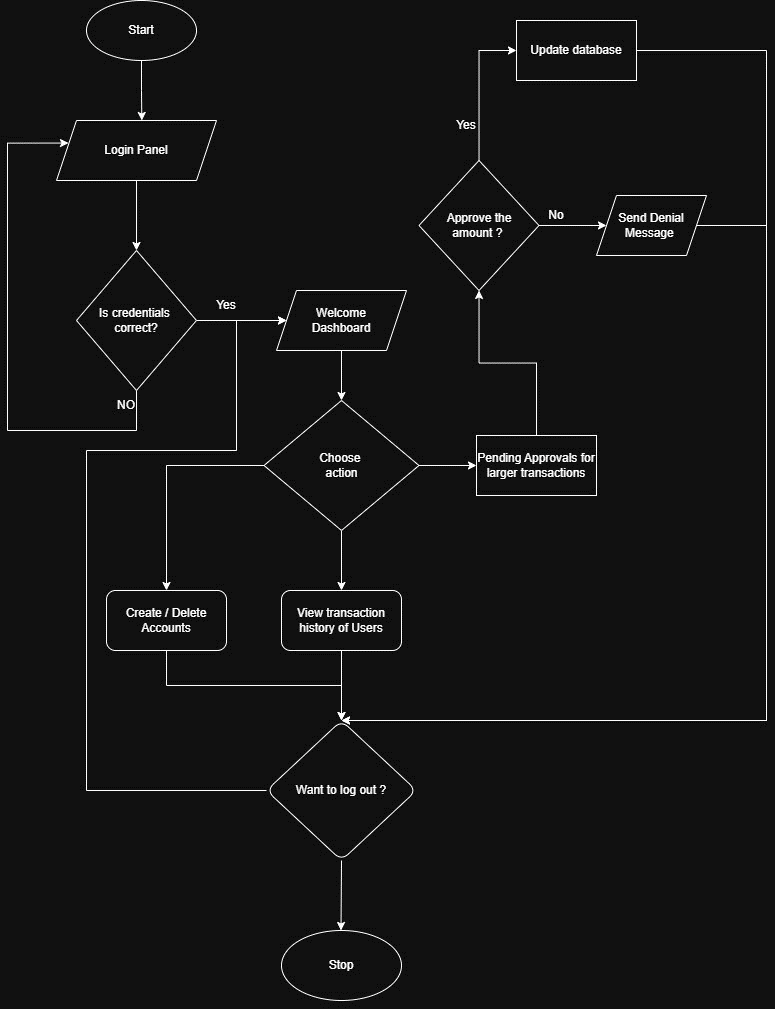 Start
Update database
Yes
Login Panel
Approve the
amount ?
No
Send Denial
Message
Is credentials
correct?
Yes
Welcome
Dashboard
NO
Choose
action
Pending Approvals for
larger transactions
Create / Delete
Accounts
View transaction
history of Users
Want to log out ?
Stop